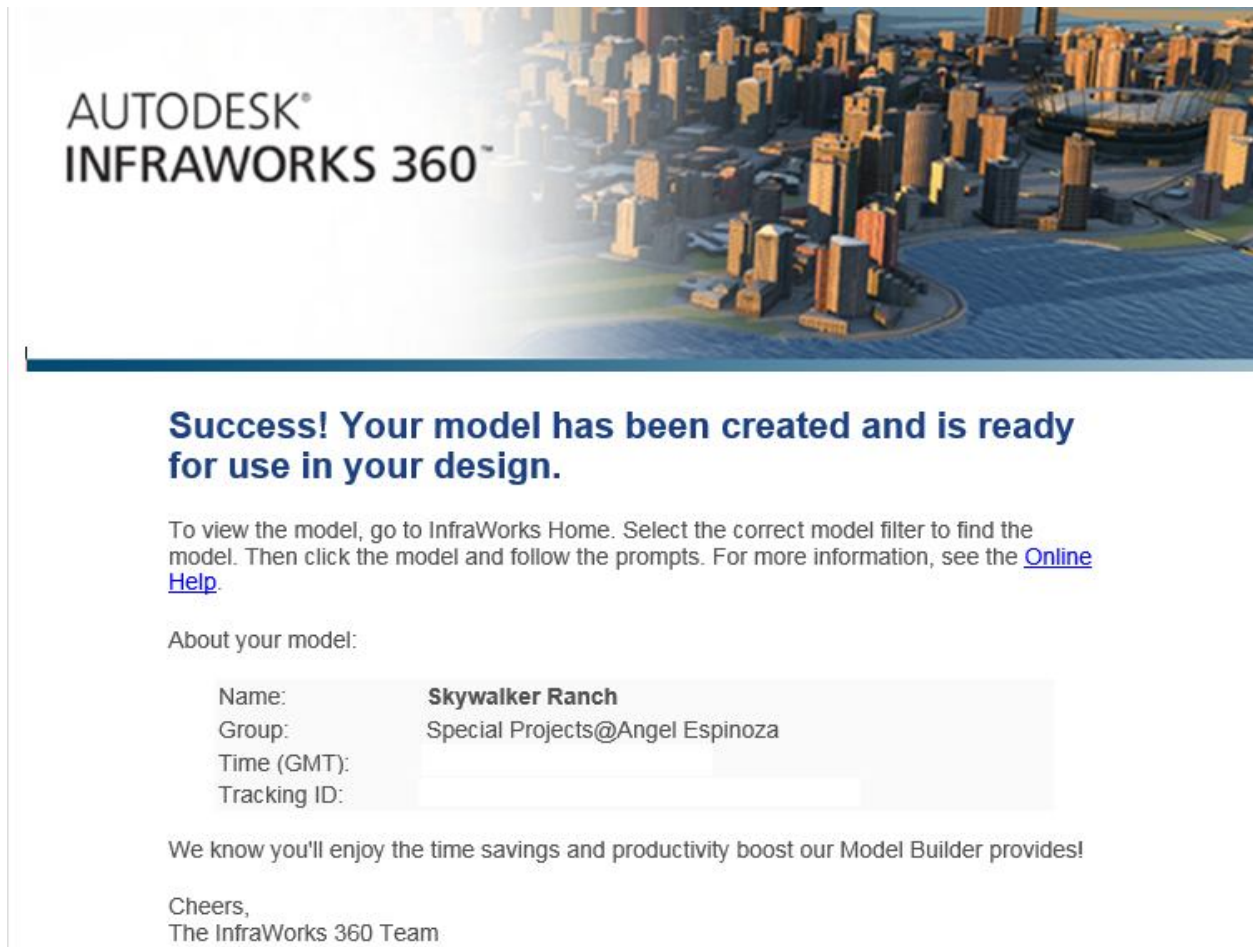 AUTODESK®
INFRAWORKS 360™
Success! Your model has been created and is ready
for use in your design.
To view the model, go to InfraWorks Home. Select the correct model filter to find the
model. Then click the model and follow the prompts. For more information, see the Online
Help.
About your model:
Name: Skywalker Ranch
Group: Special Projects@Angel Espinoza
Time (GMT):
Tracking ID:
We know you'll enjoy the time savings and productivity boost our Model Builder provides!
Cheers,
The InfraWorks 360 Team